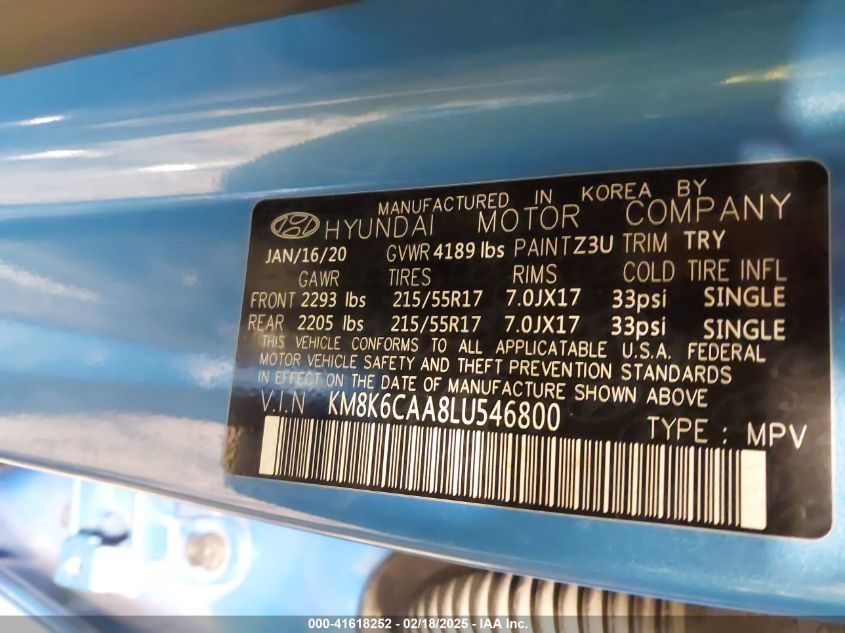 MANUFACTURED IN KOREA BY
HYUNDAI MOTOR COMPANY
JAN/16/20 GVWR 4189 lbs PAINT Z3U TRIM TRY
GAWR TIRES RIMS COLD TIRE INFL
FRONT 2293 lbs 215/55R17 7.0JX17 33psi SINGLE
REAR 2205 lbs 215/55R17 7.0JX17 33psi SINGLE
THIS VEHICLE CONFORMS TO ALL APPLICATABLE U.S.A. FEDERAL
MOTOR VEHICLE SAFETY AND THEFT PREVENTION STANDARDS
IN EFFECT ON THE DATE OF MANUFACTURE SHOWN ABOVE
V.I.N KM8K6CAA8LU546800
TYPE : MPV
000-41618252 - 02/18/2025 - IAA Inc.